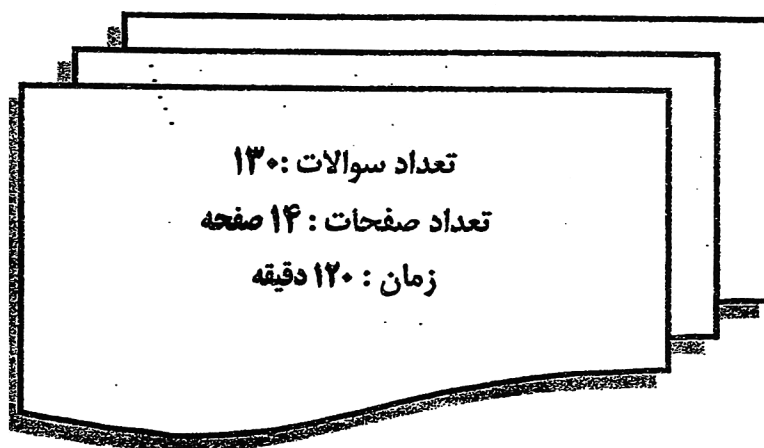 تعداد سوالات :۱۳۰
تعداد صفحات : ۱۴ صفحه
زمان : ۱۲۰ دقیقه